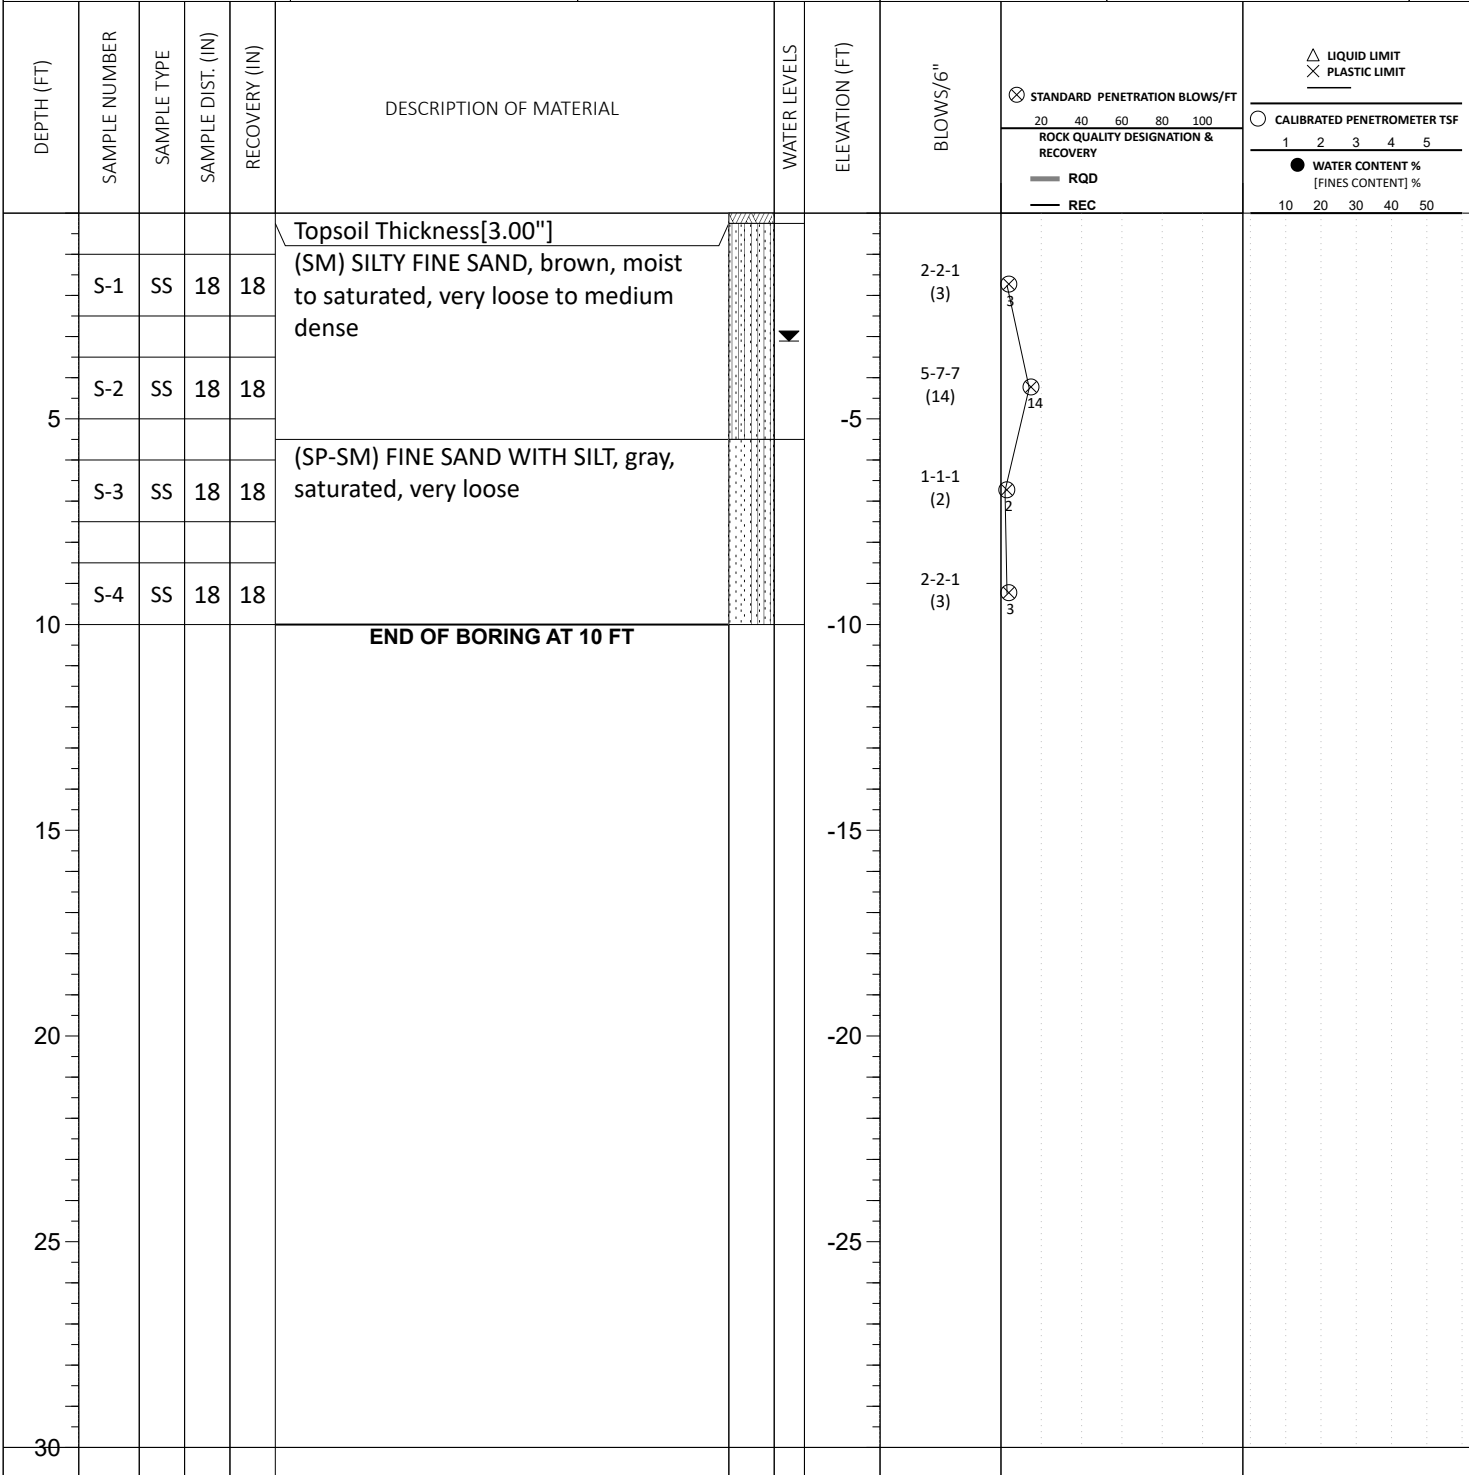 DEPTH (FT)
SAMPLE NUMBER
SAMPLE TYPE
SAMPLE DIST. (IN)
RECOVERY (IN)
DESCRIPTION OF MATERIAL
WATER LEVELS
ELEVATION (FT)
BLOWS/6"
STANDARD PENETRATION BLOWS/FT
20 40 60 80 100
ROCK QUALITY DESIGNATION &
RECOVERY
RQD
REC
LIQUID LIMIT
PLASTIC LIMIT
CALIBRATED PENETROMETER TSF
1 2 3 4 5
WATER CONTENT %
[FINES CONTENT] %
10 20 30 40 50
Topsoil Thickness[3.00"]
(SM) SILTY FINE SAND, brown, moist
to saturated, very loose to medium
dense
S-1 SS 18 18
2-2-1
(3)
3
S-2 SS 18 18
5-7-7
(14)
14
5
-5
(SP-SM) FINE SAND WITH SILT, gray,
saturated, very loose
S-3 SS 18 18
1-1-1
(2)
2
S-4 SS 18 18
2-2-1
(3)
3
10
-10
END OF BORING AT 10 FT
15
-15
20
-20
25
-25
30